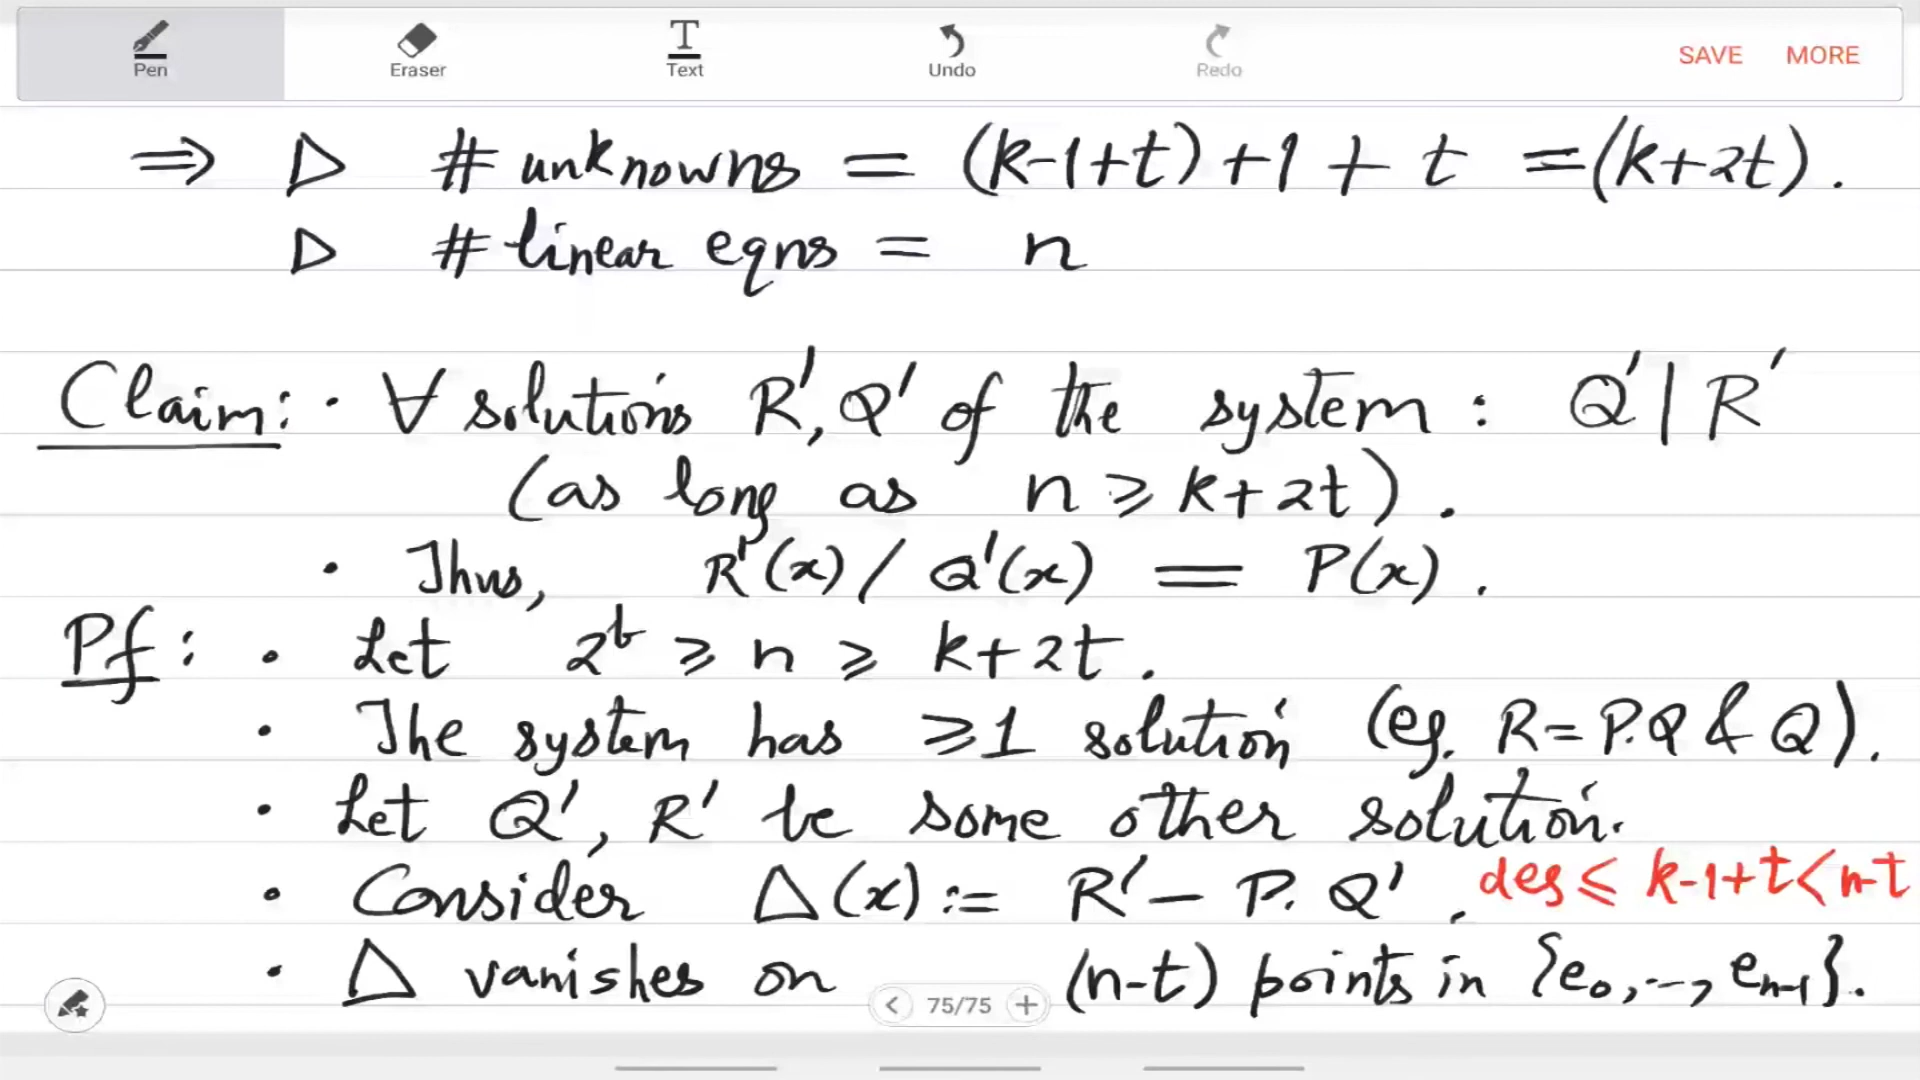 Pen Eraser Text Undo Redo SAVE MORE
⇒ ▷ # unknowns = (k-1+t)+1 + t = (k+2t).
▷ # linear eqns = n
Claim: · ∀ solutions R', Q' of the system : Q' | R'
(as long as n ≥ k+2t).
· Thus, R'(x) / Q'(x) = P(x).
Pf: · Let 2^b ≥ n ≥ k+2t.
· The system has ≥1 solution (eg. R = P.Q & Q).
· Let Q', R' be some other solution.
· Consider Δ(x) := R' - P. Q'. deg ≤ k-1+t < n-t
· Δ vanishes on (n-t) points in {e₀, ..., eₙ₋₁}.
< 75/75 +